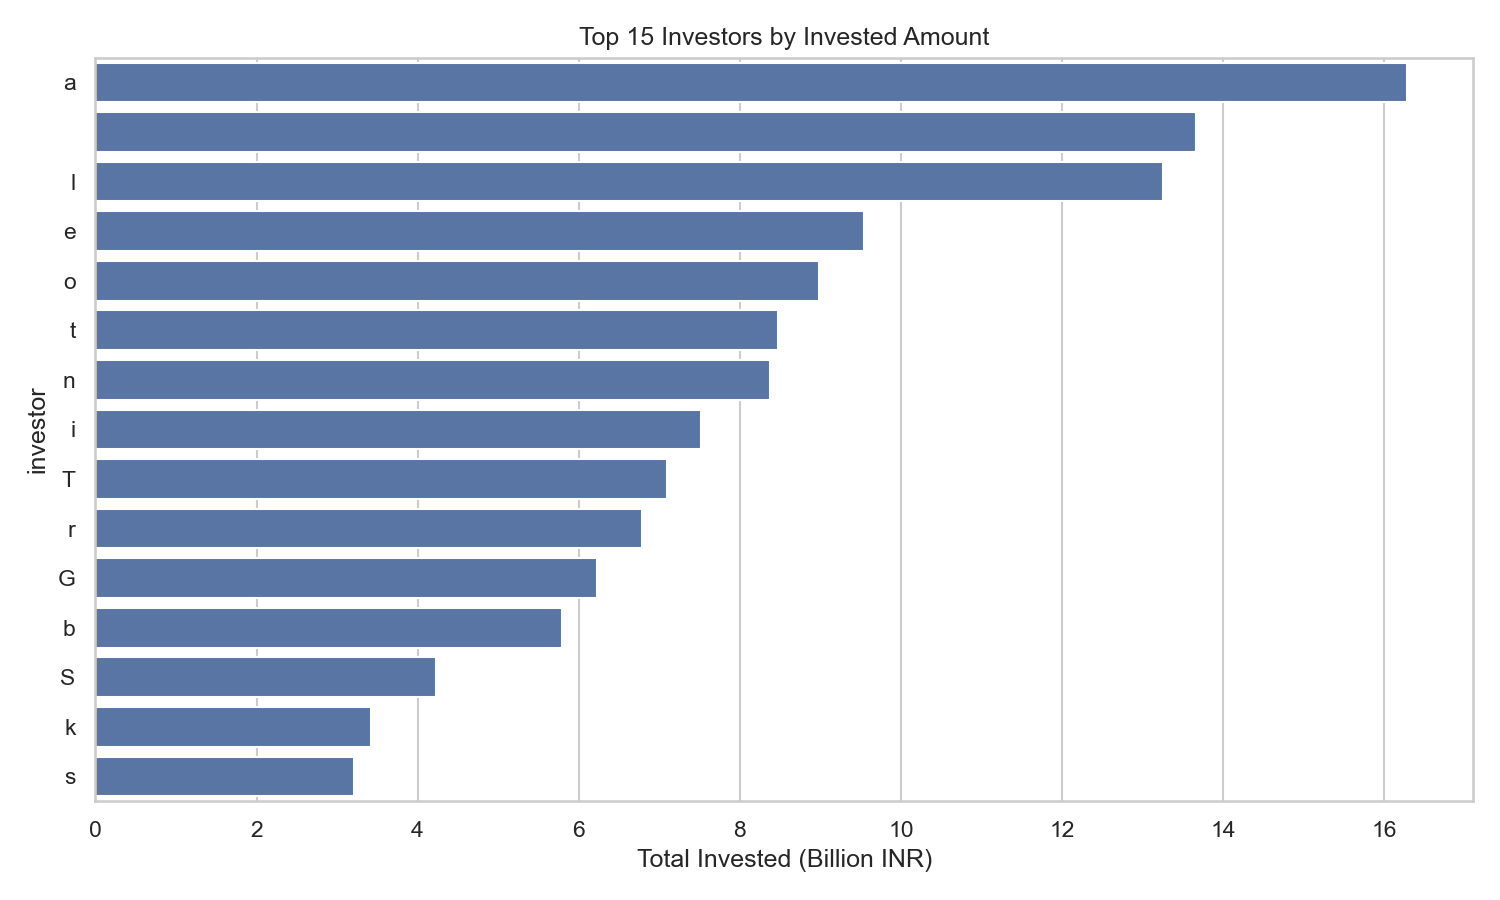 Top 15 Investors by Invested Amount
a
l
e
o
t
n
i
T
r
G
b
S
k
s
investor
0 2 4 6 8 10 12 14 16
Total Invested (Billion INR)